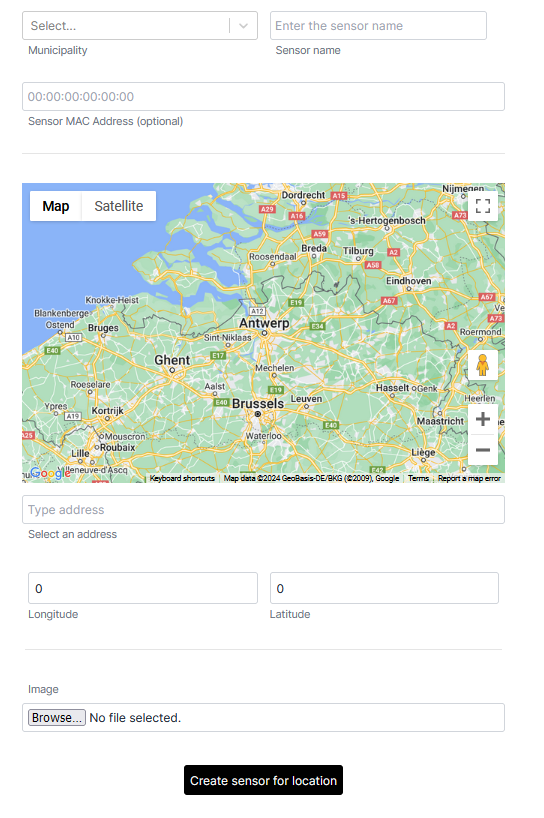 Select... Enter the sensor name
Municipality Sensor name
00:00:00:00:00:00
Sensor MAC Address (optional)
Map Satellite
Dordrecht A15 Nijmegen
A29 A16 's-Hertogenbosch A73
A59
Breda Tilburg A2
Roosendaal A58
Eindhoven
Knokke-Heist E19 A67 A67
Blankenberge A12
Ostend Bruges Antwerp E34 A2 A73
A10 Sint-Niklaas Roermond
E40 Ghent E17
Mechelen
Roeselare Aalst E19 Hasselt Genk
Ypres Kortrijk E40 Brussels Leuven Heerlen
A19 Maastricht
A25 Mouscron Waterloo E40
Roubaix
Lille Liège
Villeneuve-d'Ascq E42
Google Keyboard shortcuts Map data ©2024 GeoBasis-DE/BKG (©2009), Google Terms Report a map error
Type address
Select an address
0 0
Longitude Latitude
Image
Browse... No file selected.
Create sensor for location